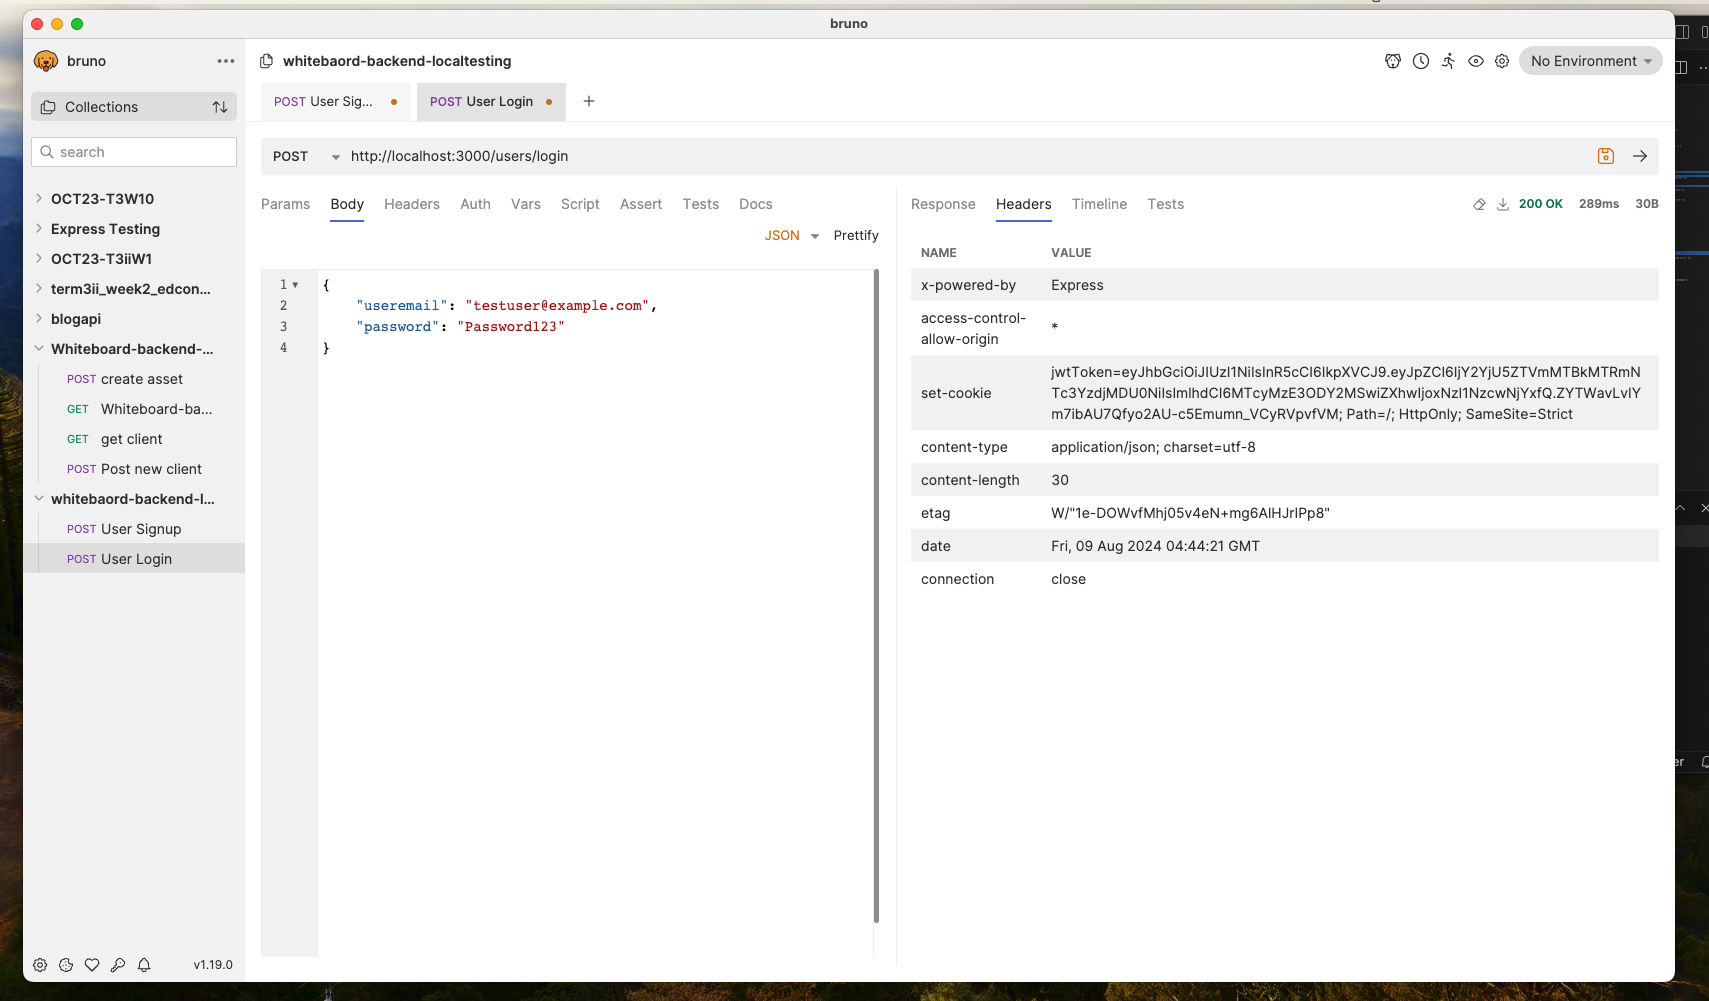 bruno
bruno
whitebaord-backend-localtesting
No Environment
Collections
POST User Sig...
POST User Login
search
POST
http://localhost:3000/users/login
OCT23-T3W10
Express Testing
OCT23-T3iiW1
term3ii_week2_edcon...
blogapi
Whiteboard-backend-...
POST create asset
GET Whiteboard-ba...
GET get client
POST Post new client
whitebaord-backend-l...
POST User Signup
POST User Login
v1.19.0
Params Body Headers Auth Vars Script Assert Tests Docs
JSON Prettify
1 {
2 "useremail": "testuser@example.com",
3 "password": "Password123"
4 }
Response Headers Timeline Tests
200 OK 289ms 30B
NAME VALUE
x-powered-by Express
access-control-
allow-origin *
set-cookie
jwtToken=eyJhbGciOiJIUzI1NiIsInR5cCI6IkpXVCJ9.eyJpZCI6IjY2YjU5ZTVmMTBkMTRmN
Tc3YzdjMDU0NiIsImlhdCI6MTcyMzE3ODY2MSwiZXhwIjoxNzI1NzcwNjYxfQ.ZYTWavLvIY
m7ibAU7Qfyo2AU-c5Emumn_VCyRVpvfVM; Path=/; HttpOnly; SameSite=Strict
content-type application/json; charset=utf-8
content-length 30
etag W/"1e-DOWvfMhj05v4eN+mg6AlHJrlPp8"
date Fri, 09 Aug 2024 04:44:21 GMT
connection close
er